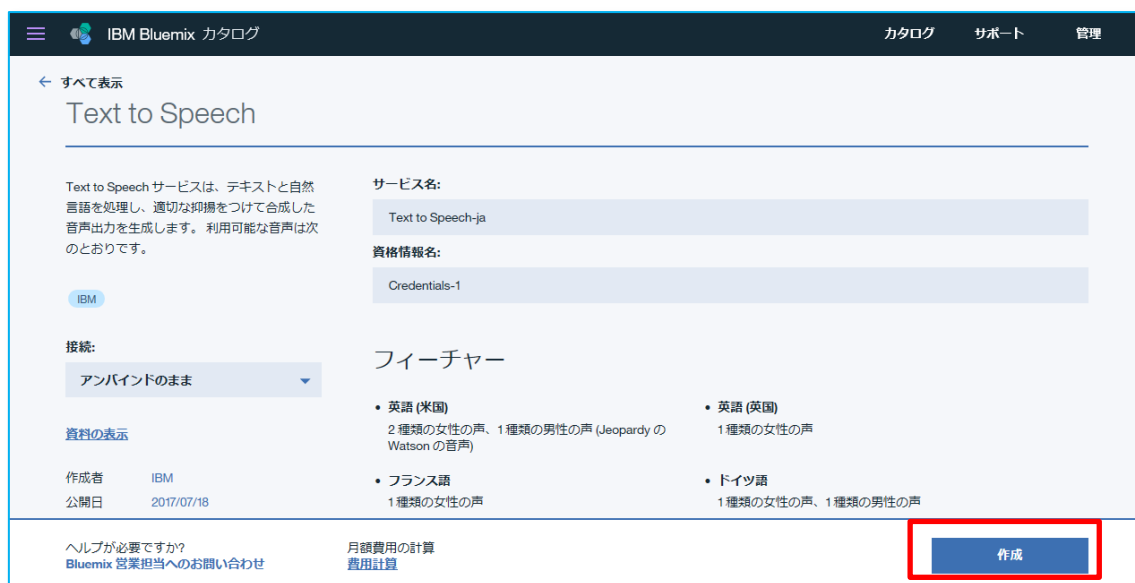 IBM Bluemix カタログ
カタログ サポート 管理
← すべて表示
Text to Speech
Text to Speech サービスは、テキストと自然
言語を処理し、適切な抑揚をつけて合成した
音声出力を生成します。 利用可能な音声は次
のとおりです。
IBM
接続:
アンバインドのまま
資料の表示
作成者 IBM
公開日 2017/07/18
サービス名:
Text to Speech-ja
資格情報名:
Credentials-1
フィーチャー
• 英語 (米国)
2 種類の女性の声、1 種類の男性の声 (Jeopardy の
Watson の音声)
• 英語 (英国)
1 種類の女性の声
• フランス語
1 種類の女性の声
• ドイツ語
1 種類の女性の声、1 種類の男性の声
ヘルプが必要ですか?
Bluemix 営業担当へのお問い合わせ
月額費用の計算
費用計算
作成